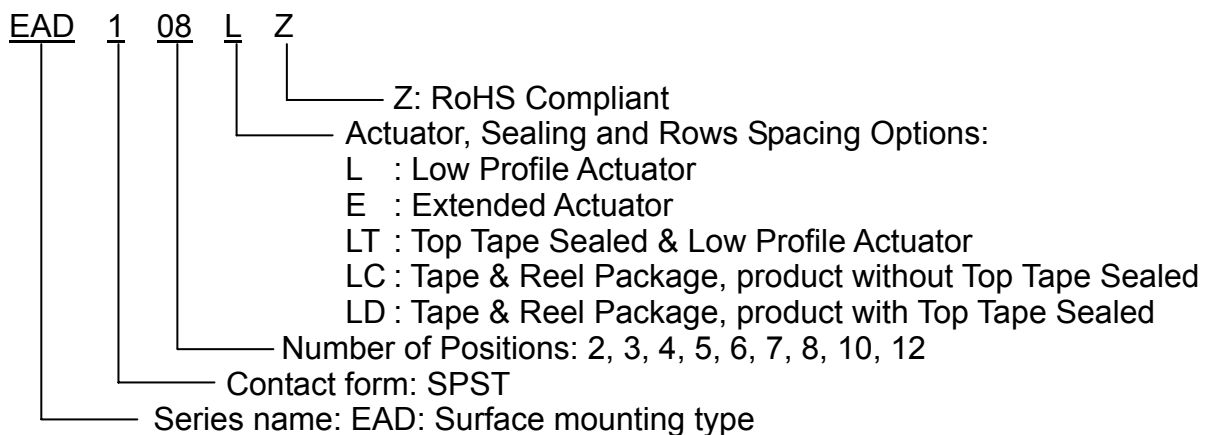 EAD 1 08 L Z
Z: RoHS Compliant
Actuator, Sealing and Rows Spacing Options:
L : Low Profile Actuator
E : Extended Actuator
LT : Top Tape Sealed & Low Profile Actuator
LC : Tape & Reel Package, product without Top Tape Sealed
LD : Tape & Reel Package, product with Top Tape Sealed
Number of Positions: 2, 3, 4, 5, 6, 7, 8, 10, 12
Contact form: SPST
Series name: EAD: Surface mounting type